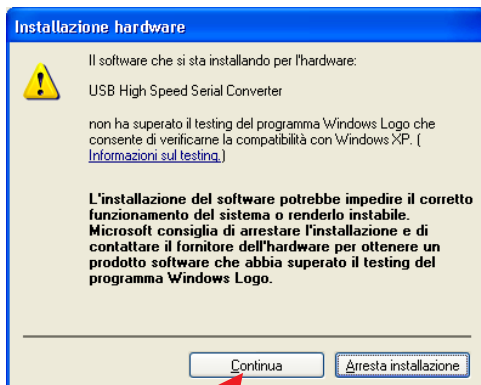 Installazione hardware
Il software che si sta installando per l'hardware:
USB High Speed Serial Converter
non ha superato il testing del programma Windows Logo che
consente di verificarne la compatibilità con Windows XP. (
Informazioni sul testing.)
L'installazione del software potrebbe impedire il corretto
funzionamento del sistema o renderlo instabile.
Microsoft consiglia di arrestare l'installazione e di
contattare il fornitore dell'hardware per ottenere un
prodotto software che abbia superato il testing del
programma Windows Logo.
Continua
Arresta installazione